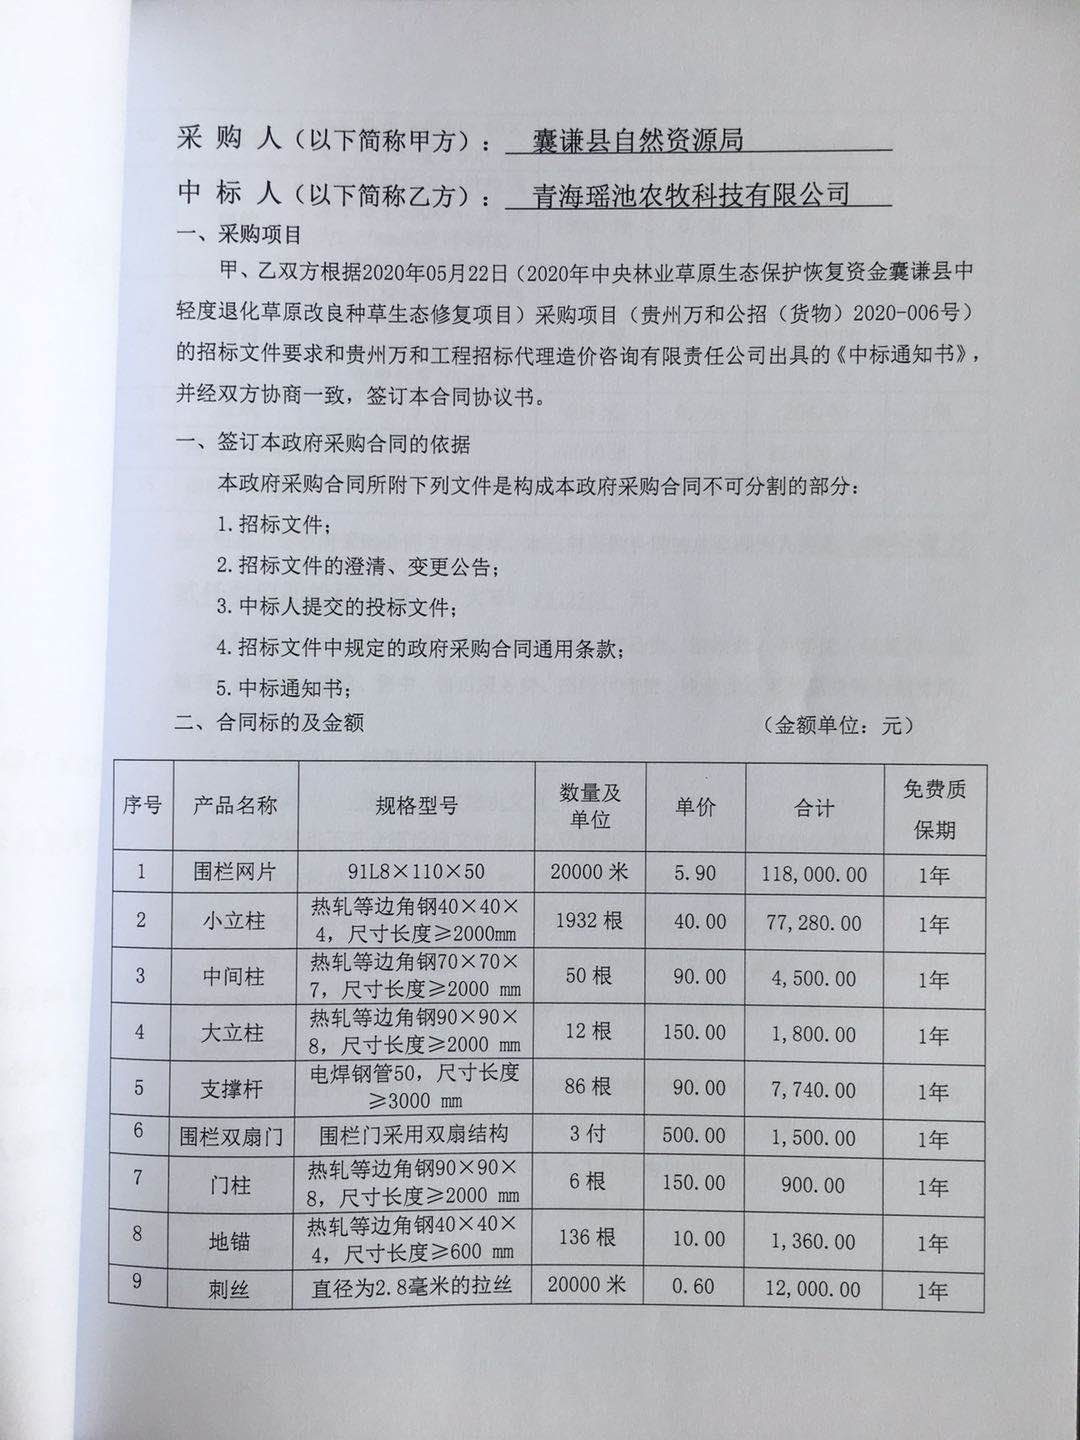 采 购 人（以下简称甲方）： 囊谦县自然资源局
中 标 人（以下简称乙方）： 青海瑶池农牧科技有限公司
一、采购项目
甲、乙双方根据2020年05月22日（2020年中央林业草原生态保护恢复资金囊谦县中
轻度退化草原改良种草生态修复项目）采购项目（贵州万和公招（货物）2020-006号）
的招标文件要求和贵州万和工程招标代理造价咨询有限责任公司出具的《中标通知书》，
并经双方协商一致，签订本合同协议书。
一、签订本政府采购合同的依据
本政府采购合同所附下列文件是构成本政府采购合同不可分割的部分：
1.招标文件；
2.招标文件的澄清、变更公告；
3.中标人提交的投标文件；
4.招标文件中规定的政府采购合同通用条款；
5.中标通知书；
二、合同标的及金额 （金额单位：元）
序号 产品名称 规格型号 数量及单位 单价 合计 免费质保期
1 围栏网片 91L8×110×50 20000 米 5.90 118,000.00 1年
2 小立柱 热轧等边角钢40×40×4，尺寸长度≥2000mm 1932 根 40.00 77,280.00 1年
3 中间柱 热轧等边角钢70×70×7，尺寸长度≥2000 mm 50 根 90.00 4,500.00 1年
4 大立柱 热轧等边角钢90×90×8，尺寸长度≥2000 mm 12 根 150.00 1,800.00 1年
5 支撑杆 电焊钢管50，尺寸长度≥3000 mm 86 根 90.00 7,740.00 1年
6 围栏双扇门 围栏门采用双扇结构 3 付 500.00 1,500.00 1年
7 门柱 热轧等边角钢90×90×8，尺寸长度≥2000 mm 6 根 150.00 900.00 1年
8 地锚 热轧等边角钢40×40×4，尺寸长度≥600 mm 136 根 10.00 1,360.00 1年
9 刺丝 直径为2.8毫米的拉丝 20000 米 0.60 12,000.00 1年